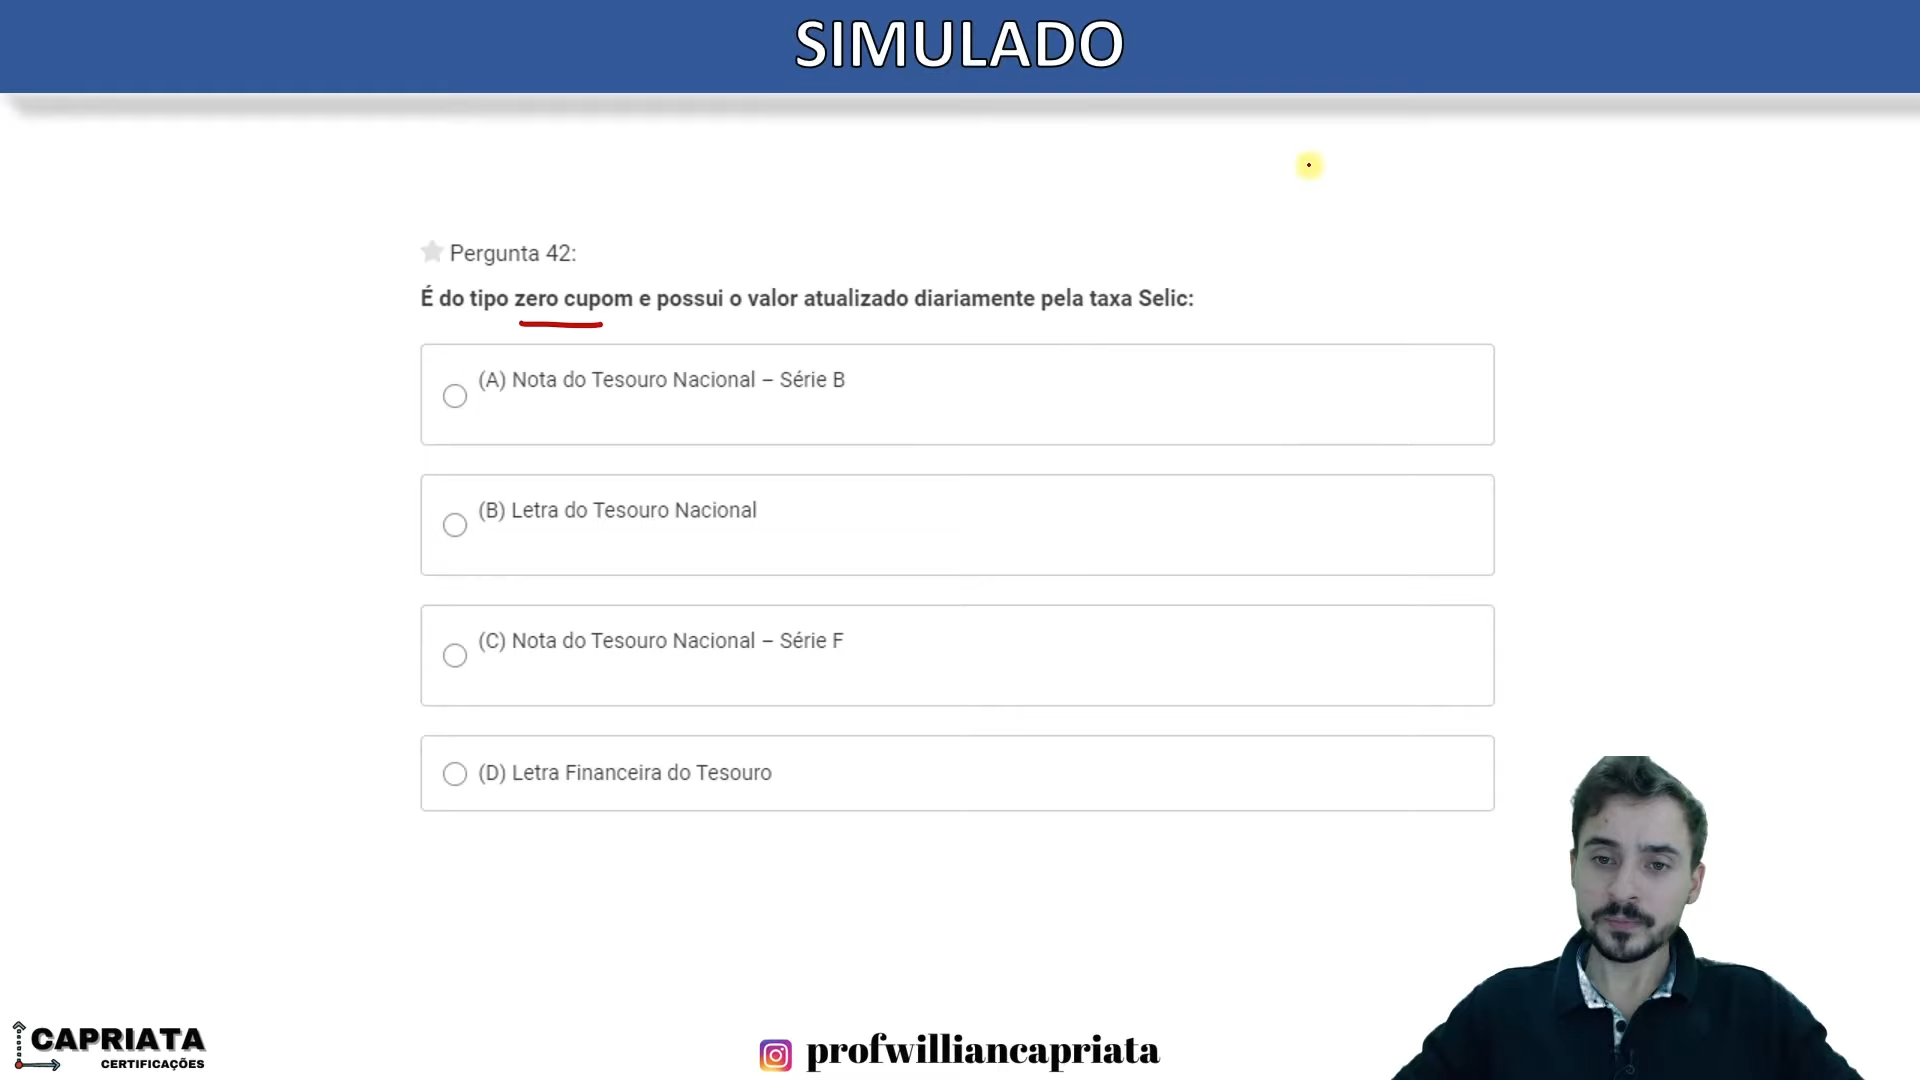 SIMULADO
Pergunta 42:
É do tipo zero cupom e possui o valor atualizado diariamente pela taxa Selic:
(A) Nota do Tesouro Nacional – Série B
(B) Letra do Tesouro Nacional
(C) Nota do Tesouro Nacional – Série F
(D) Letra Financeira do Tesouro
CAPRIATA
CERTIFICAÇÕES
profwilliancapriata